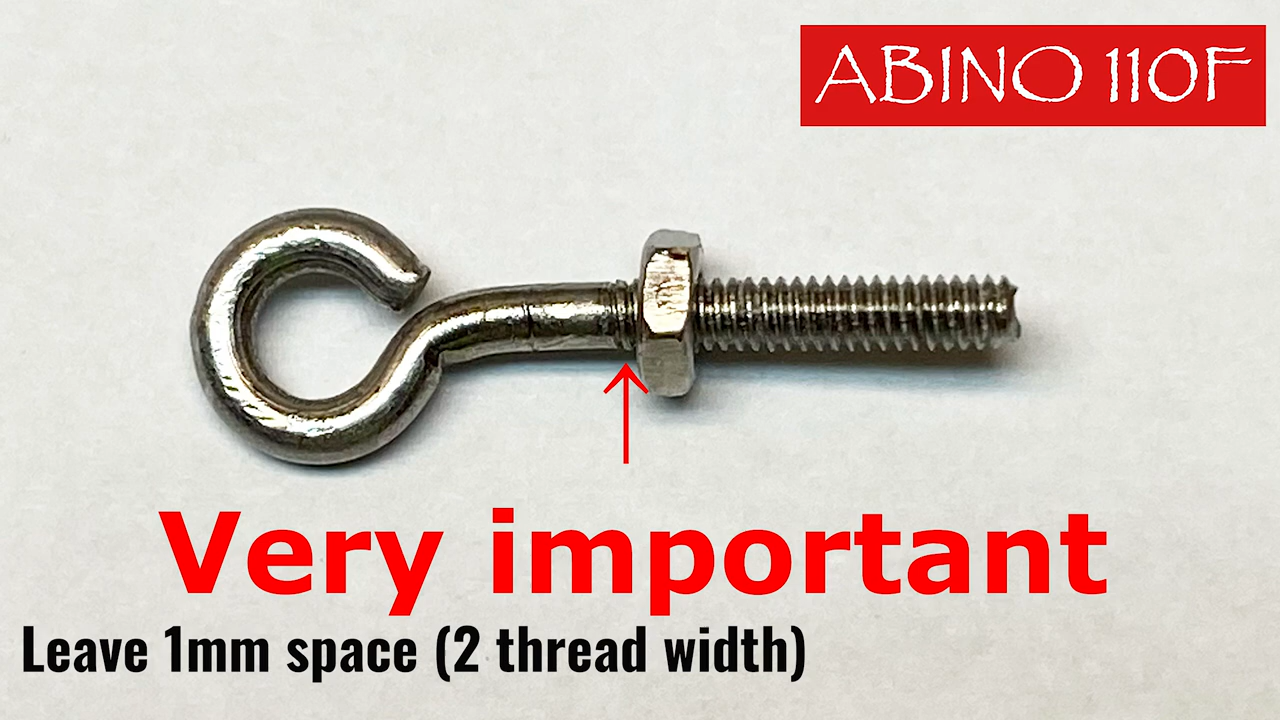 ABINO 110F
Very important
Leave 1mm space (2 thread width)